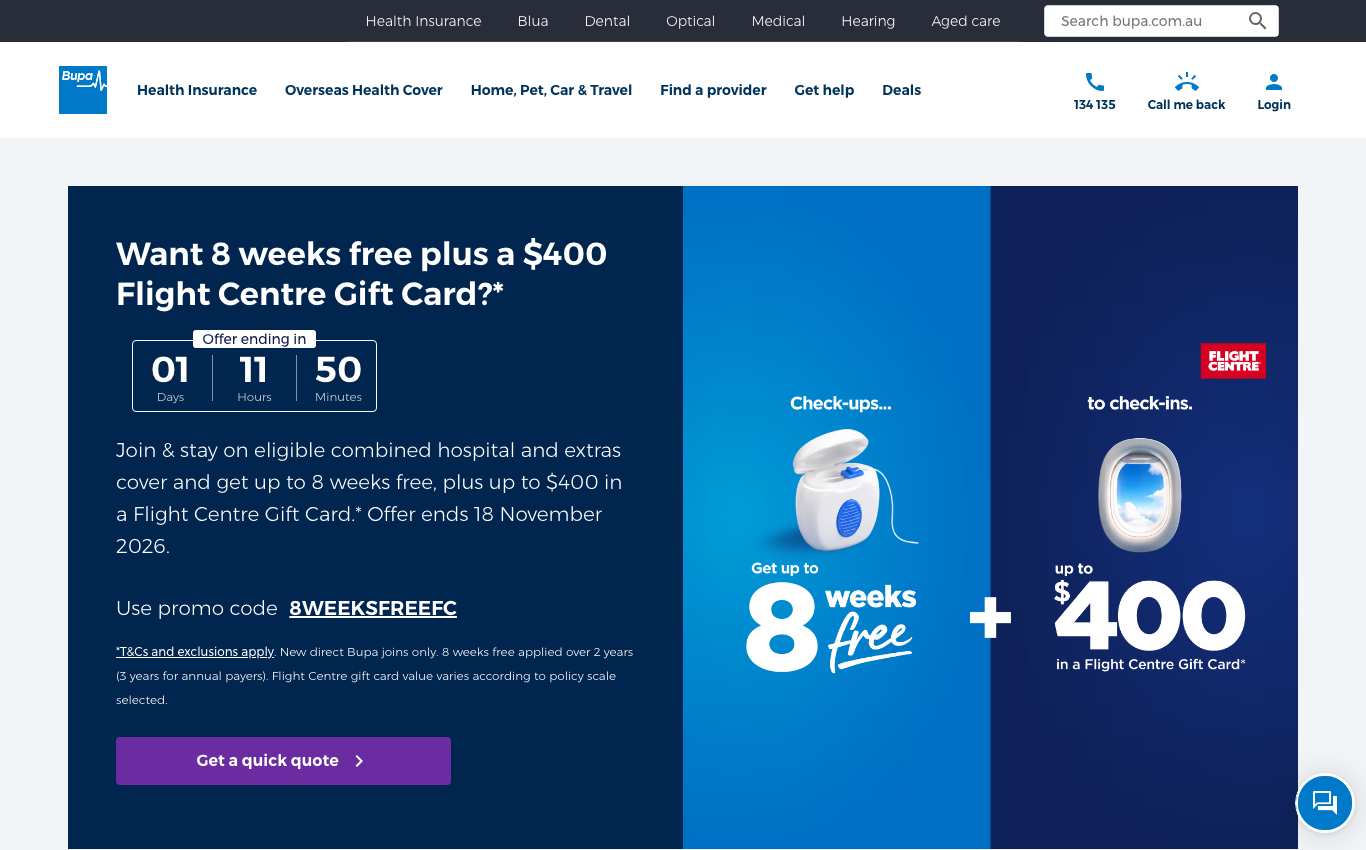 Health Insurance
Blua
Dental
Optical
Medical
Hearing
Aged care
Search bupa.com.au
Bupa
Health Insurance
Overseas Health Cover
Home, Pet, Car & Travel
Find a provider
Get help
Deals
134 135
Call me back
Login
Want 8 weeks free plus a $400
Flight Centre Gift Card?*
Offer ending in
01 11 50
Days Hours Minutes
Join & stay on eligible combined hospital and extras
cover and get up to 8 weeks free, plus up to $400 in
a Flight Centre Gift Card.* Offer ends 18 November
2026.
Use promo code 8WEEKSFREEFC
*T&Cs and exclusions apply. New direct Bupa joins only. 8 weeks free applied over 2 years
(3 years for annual payers). Flight Centre gift card value varies according to policy scale
selected.
Get a quick quote
Check-ups...
Get up to
8 weeks
free
+
FLIGHT
CENTRE
to check-ins.
up to
$400
in a Flight Centre Gift Card*